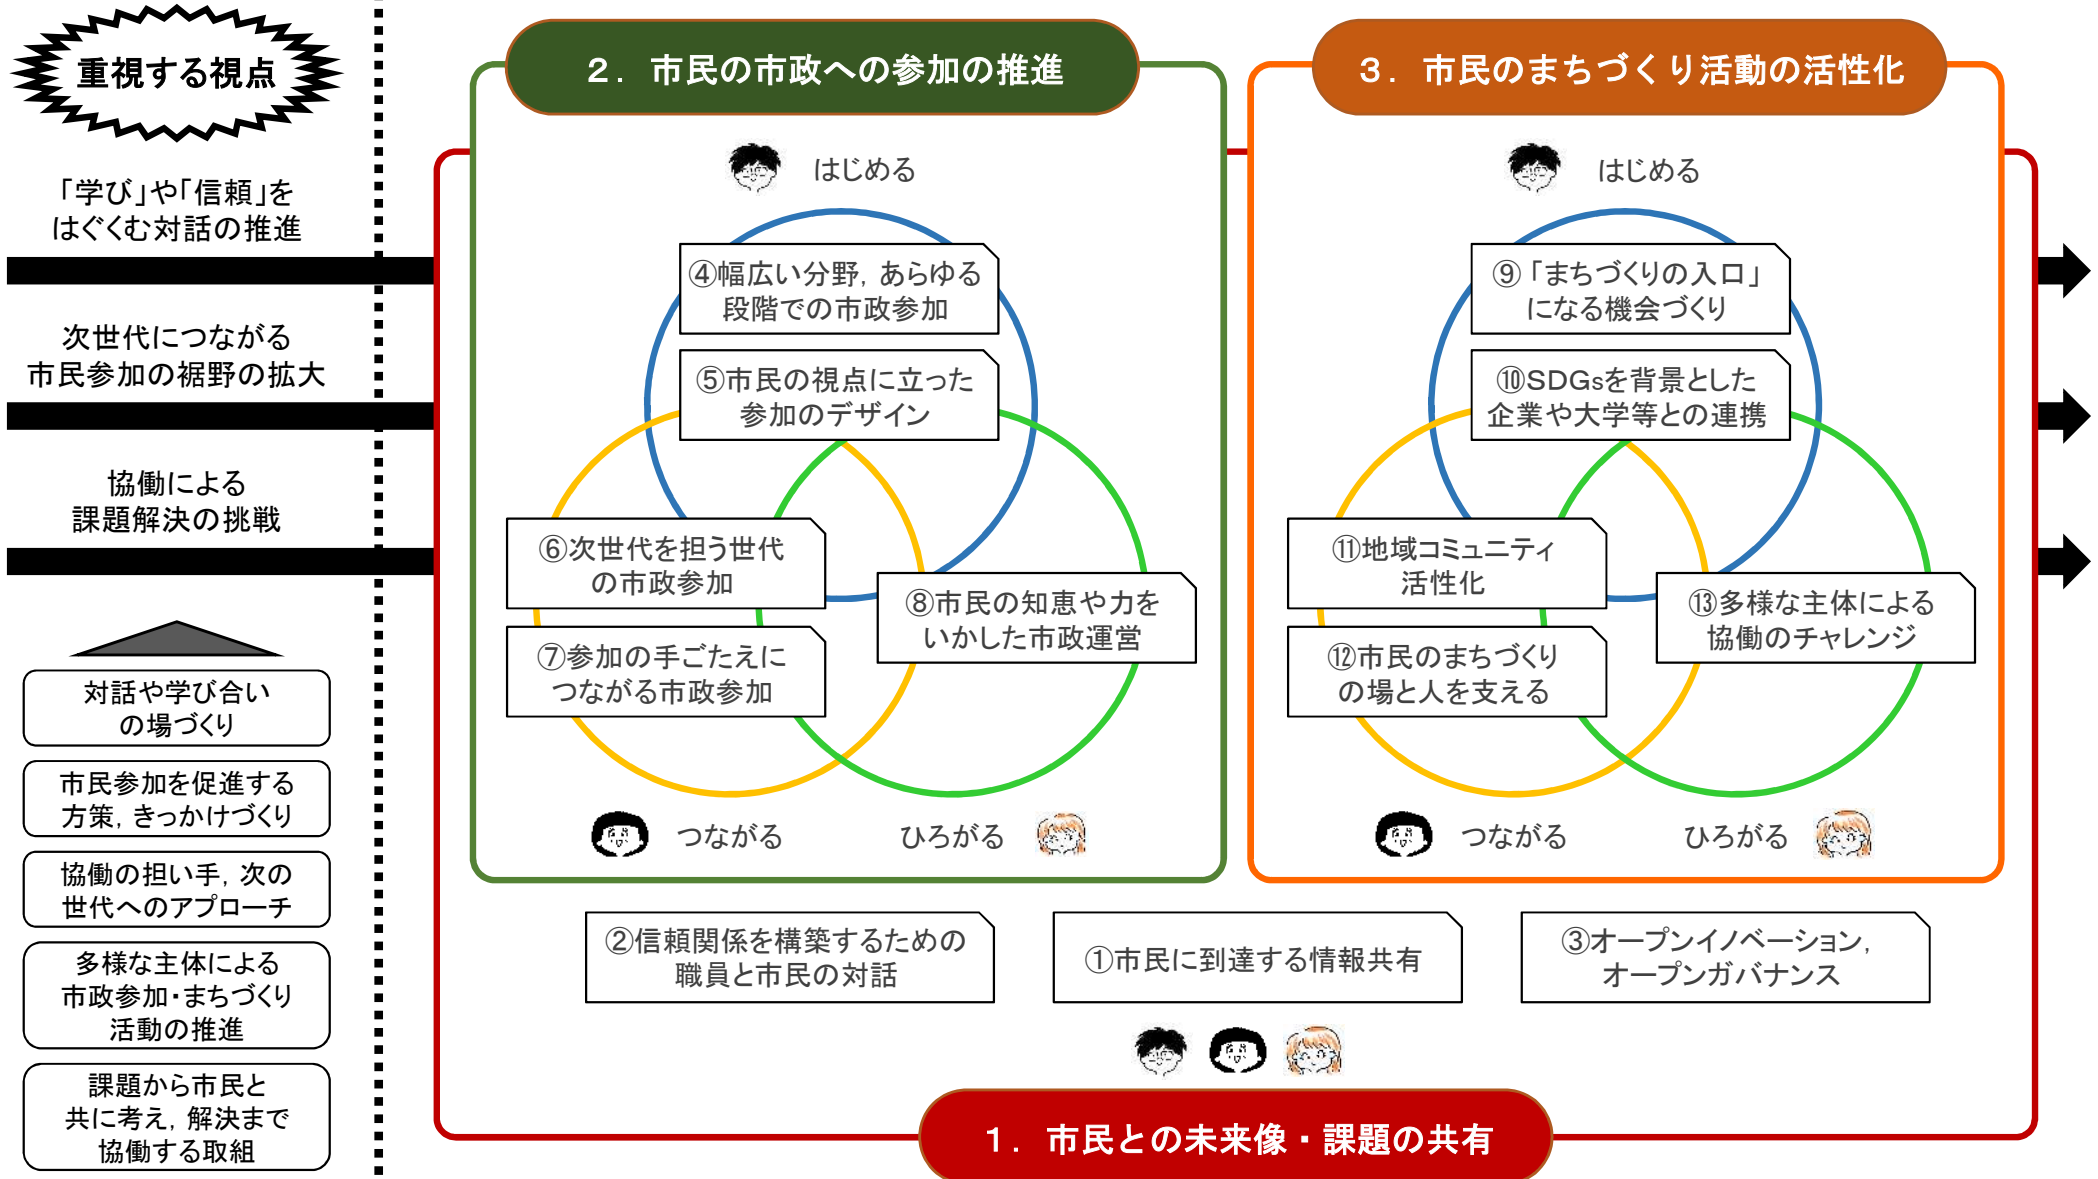 重視する視点
「学び」や「信頼」を
はぐくむ対話の推進
次世代につながる
市民参加の裾野の拡大
協働による
課題解決の挑戦
対話や学び合い
の場づくり
市民参加を促進する
方策，きっかけづくり
協働の担い手，次の
世代へのアプローチ
多様な主体による
市政参加・まちづくり
活動の推進
課題から市民と
共に考え，解決まで
協働する取組
２．市民の市政への参加の推進
はじめる
④幅広い分野，あらゆる
段階での市政参加
⑤市民の視点に立った
参加のデザイン
⑥次世代を担う世代
の市政参加
⑦参加の手ごたえに
つながる市政参加
⑧市民の知恵や力を
いかした市政運営
つながる
ひろがる
３．市民のまちづくり活動の活性化
はじめる
⑨「まちづくりの入口」
になる機会づくり
⑩SDGsを背景とした
企業や大学等との連携
⑪地域コミュニティ
活性化
⑫市民のまちづくり
の場と人を支える
⑬多様な主体による
協働のチャレンジ
つながる
ひろがる
②信頼関係を構築するための
職員と市民の対話
①市民に到達する情報共有
③オープンイノベーション，
オープンガバナンス
１．市民との未来像・課題の共有